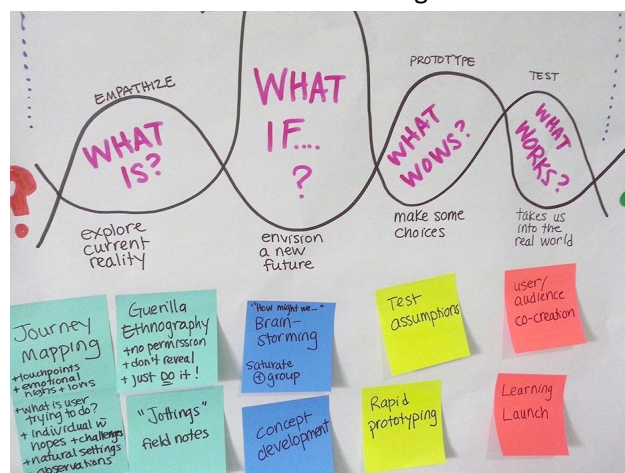 EMPATHIZE
WHAT
IS?
explore
current
reality
WHAT
IF....
?
envision
a new
future
PROTOTYPE
WHAT
WOWS?
make some
choices
TEST
WHAT
WORKS?
takes us
into the
real world
?
Journey
Mapping
+touchpoints
+ emotional
highs + lows
+what is user
trying to do?
+ individual w
hopes + challenges
+natural settings
observations
Guerilla
Ethnography
+no permission
+don't reveal
+ just DO it!
"Jottings"
field notes
"How might we..."
Brain-
storming
saturate
group
Concept
development
Test
assumptions
Rapid
prototyping
user/
audience
co-creation
Learning
Launch